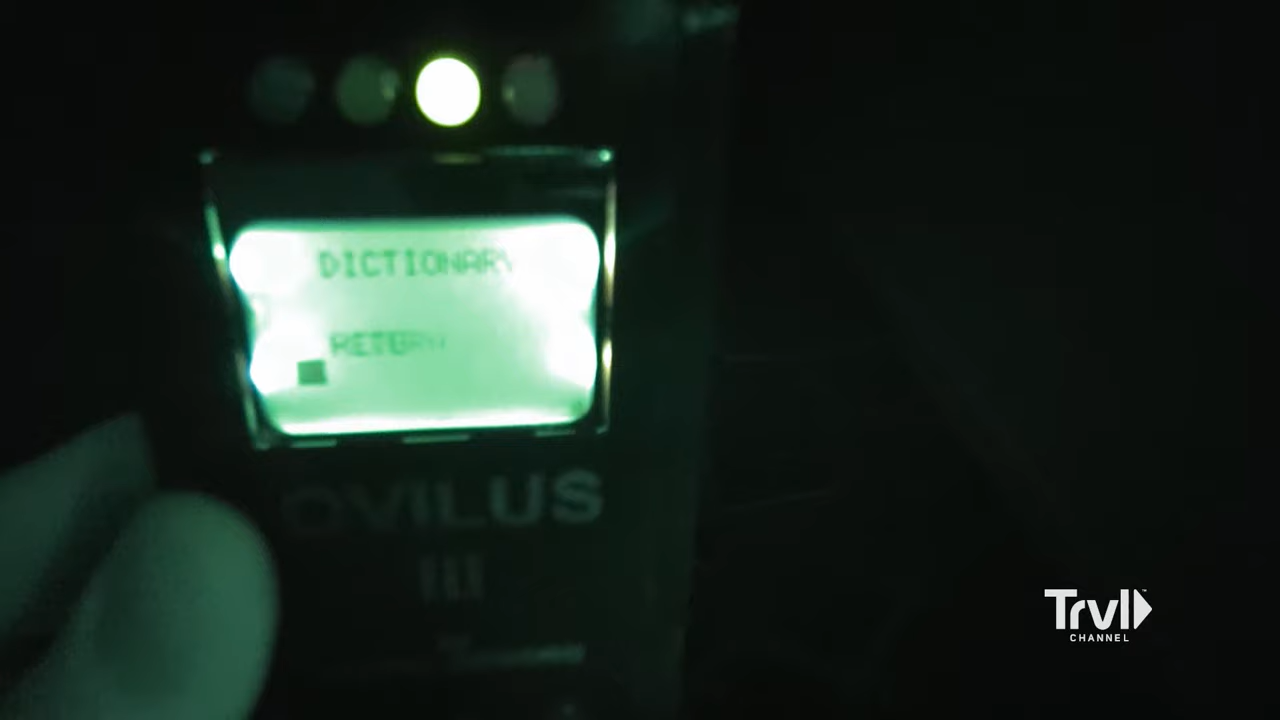 DICTIONARY
RETURN
OVILUS
III
Trvl
CHANNEL